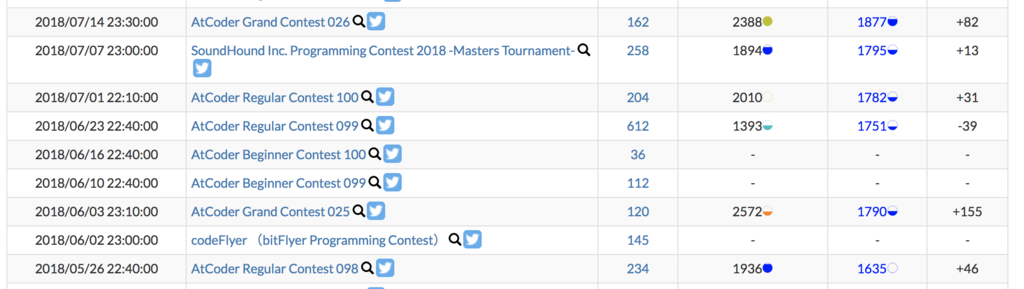 2018/07/14 23:30:00 AtCoder Grand Contest 026 162 2388 1877 +82
2018/07/07 23:00:00 SoundHound Inc. Programming Contest 2018 -Masters Tournament- 258 1894 1795 +13
2018/07/01 22:10:00 AtCoder Regular Contest 100 204 2010 1782 +31
2018/06/23 22:40:00 AtCoder Regular Contest 099 612 1393 1751 -39
2018/06/16 22:40:00 AtCoder Beginner Contest 100 36 - - -
2018/06/10 22:40:00 AtCoder Beginner Contest 099 112 - - -
2018/06/03 23:10:00 AtCoder Grand Contest 025 120 2572 1790 +155
2018/06/02 23:00:00 codeFlyer （bitFlyer Programming Contest） 145 - - -
2018/05/26 22:40:00 AtCoder Regular Contest 098 234 1936 1635 +46